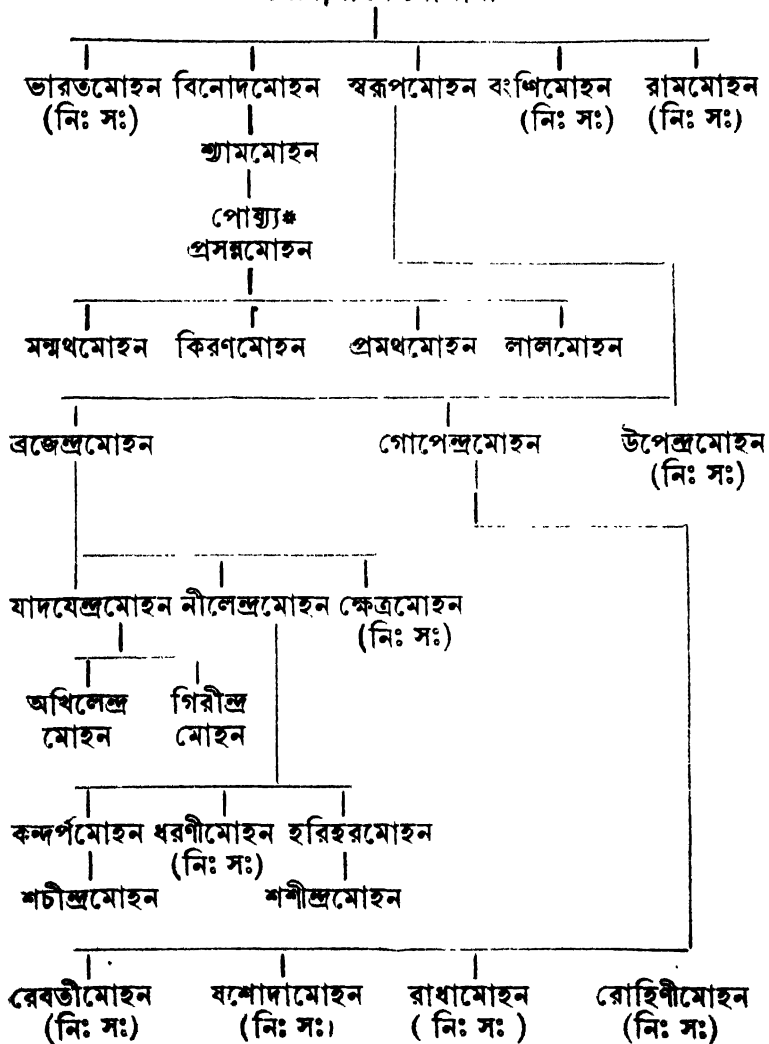 ভারতমোহন বিনোদমোহন স্বরূপমোহন বংশিমোহন রামমোহন
(নিঃ সঃ) (নিঃ সঃ) (নিঃ সঃ)
শ্যামমোহন
পোষ্য*
প্রসন্নমোহন
মন্মথমোহন কিরণমোহন প্রমথমোহন লালমোহন
ব্রজেন্দ্রমোহন গোপেন্দ্রমোহন উপেন্দ্রমোহন
(নিঃ সঃ)
যাদযেন্দ্রমোহন নীলেন্দ্রমোহন ক্ষেত্রমোহন
(নিঃ সঃ)
অখিলেন্দ্র গিরীন্দ্র
মোহন মোহন
কন্দর্পমোহন ধরণীমোহন হরিহরমোহন
(নিঃ সঃ)
শচীন্দ্রমোহন শশীন্দ্রমোহন
রেবতীমোহন যশোদামোহন রাধামোহন রোহিণীমোহন
(নিঃ সঃ) (নিঃ সঃ। ( নিঃ সঃ ) (নিঃ সঃ)